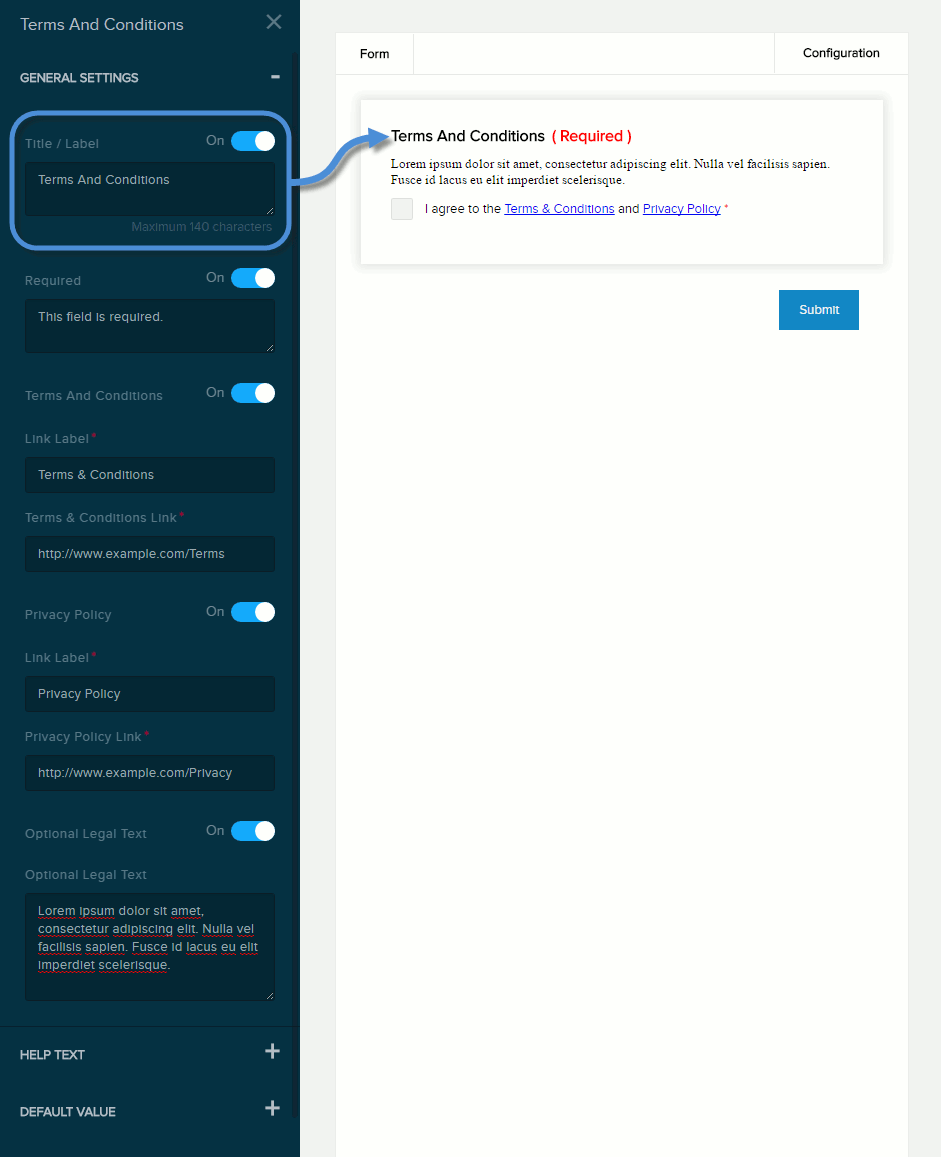 Terms And Conditions
GENERAL SETTINGS
Title / Label On
Terms And Conditions
Maximum 140 characters
Required On
This field is required.
Terms And Conditions On
Link Label*
Terms & Conditions
Terms & Conditions Link*
http://www.example.com/Terms
Privacy Policy On
Link Label*
Privacy Policy
Privacy Policy Link*
http://www.example.com/Privacy
Optional Legal Text On
Optional Legal Text
Lorem ipsum dolor sit amet,
consectetur adipiscing elit. Nulla vel
facilisis sapien. Fusce id lacus eu elit
imperdiet scelerisque.
HELP TEXT
DEFAULT VALUE
Form Configuration
Terms And Conditions ( Required )
Lorem ipsum dolor sit amet, consectetur adipiscing elit. Nulla vel facilisis sapien.
Fusce id lacus eu elit imperdiet scelerisque.
I agree to the Terms & Conditions and Privacy Policy *
Submit